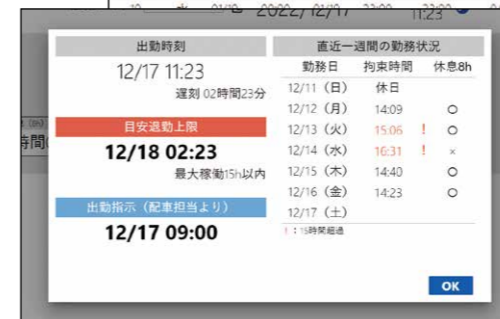 2022/12/17
11:23
出勤時刻
12/17 11:23
遅刻 02時間23分
目安退勤上限
12/18 02:23
最大稼働15h以内
出勤指示（配車担当より）
12/17 09:00
直近一週間の勤務状況
勤務日 拘束時間 休息8h
12/11（日） 休日
12/12（月） 14:09 ○
12/13（火） 15:06 ! ○
12/14（水） 16:31 ! ×
12/15（木） 14:40 ○
12/16（金） 14:23 ○
12/17（土）
!：15時間超過
OK